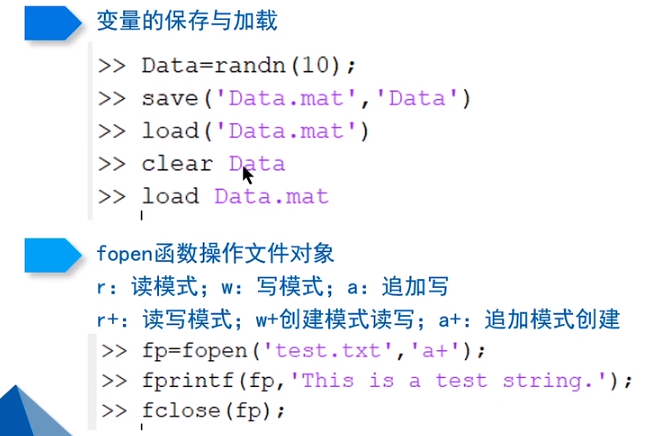 变量的保存与加载
>> Data=randn(10);
>> save('Data.mat','Data')
>> load('Data.mat')
>> clear Data
>> load Data.mat
fopen函数操作文件对象
r：读模式；w：写模式；a：追加写
r+：读写模式；w+创建模式读写；a+：追加模式创建
>> fp=fopen('test.txt','a+');
>> fprintf(fp,'This is a test string.');
>> fclose(fp);